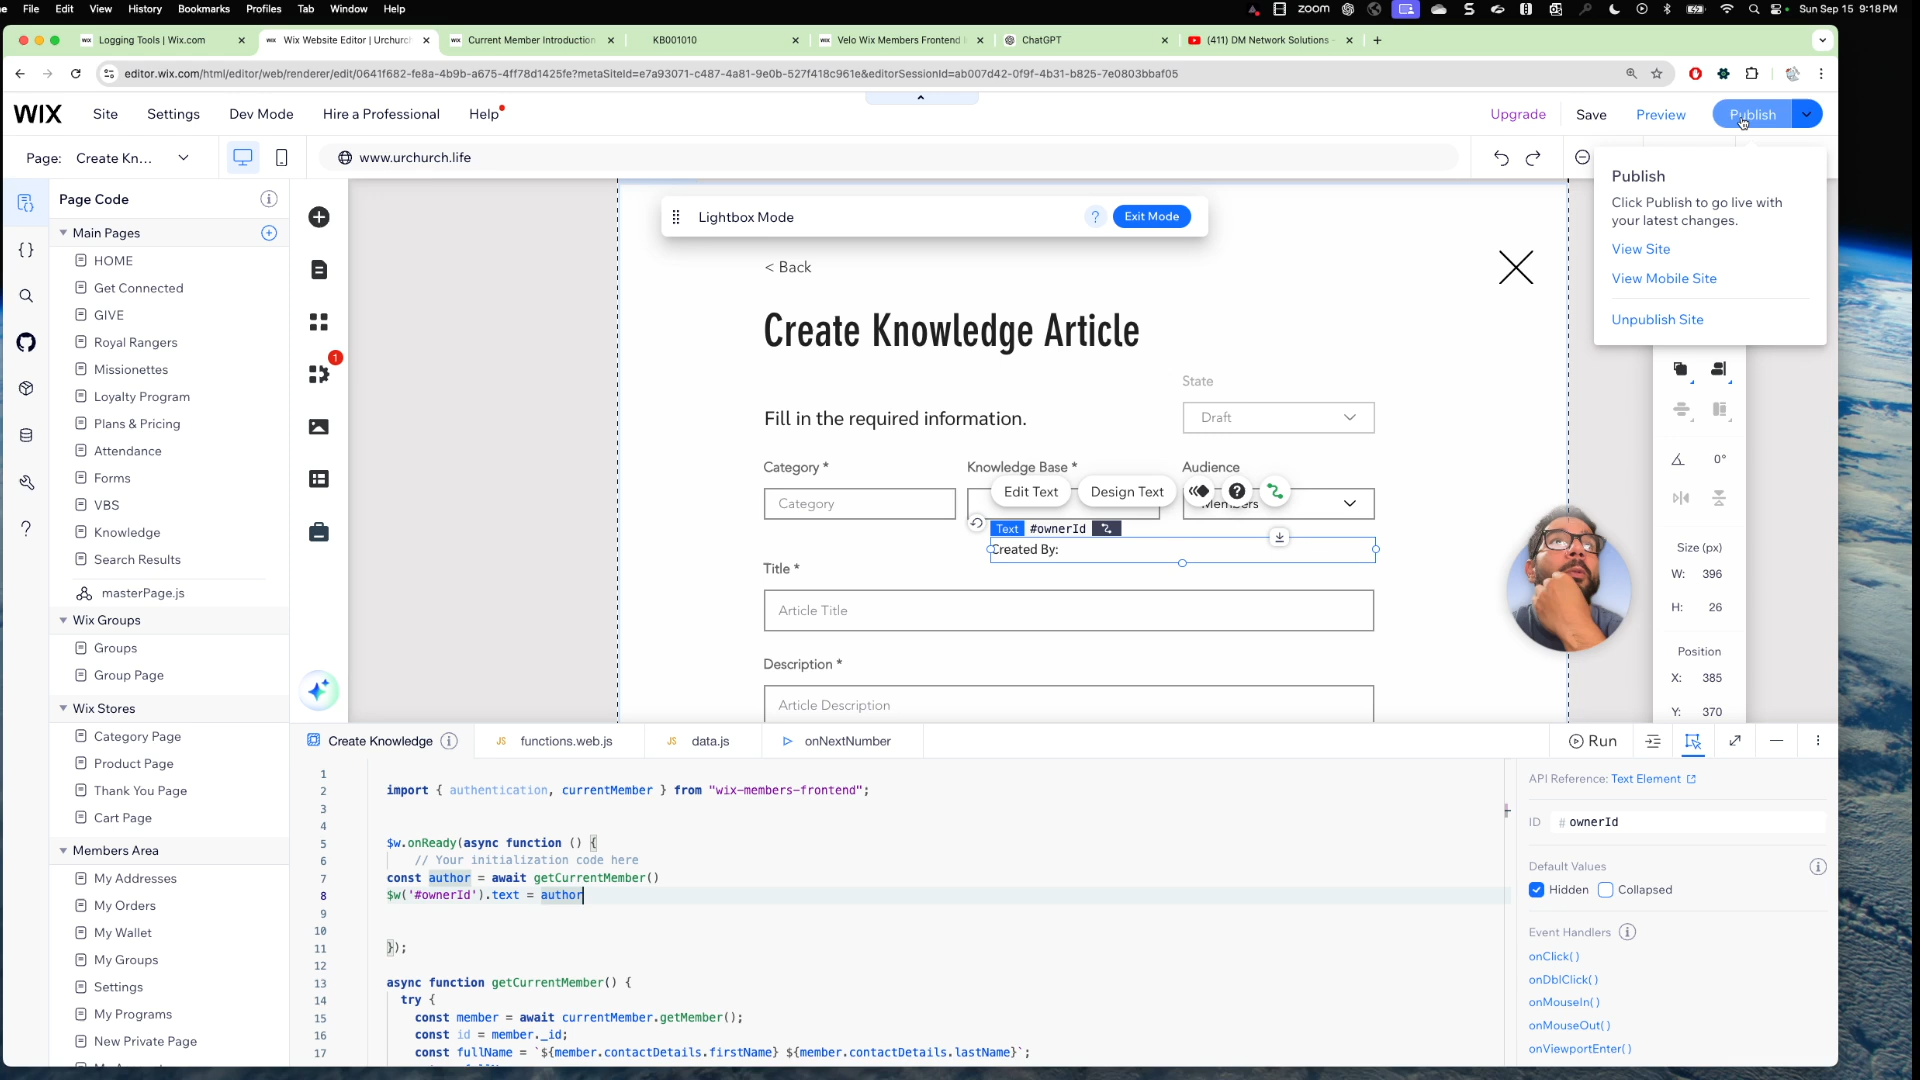 File Edit View History Bookmarks Profiles Tab Window Help
zoom
Sun Sep 15 9:18 PM
Logging Tools | Wix.com
Wix Website Editor | Urchurch
Current Member Introduction
KB001010
Velo Wix Members Frontend
ChatGPT
(411) DM Network Solutions -
editor.wix.com/html/editor/web/renderer/edit/0641f682-fe8a-4b9b-a675-4ff78d1425fe?metaSiteId=e7a93071-c487-4a81-9e0b-527f418c961e&editorSessionId=ab007d42-0f9f-4b31-b825-7e0803bbaf05
WIX Site Settings Dev Mode Hire a Professional Help
Upgrade Save Preview Publish
Page: Create Kn...
www.urchurch.life
Publish
Click Publish to go live with
your latest changes.
View Site
View Mobile Site
Unpublish Site
Page Code
Main Pages
HOME
Get Connected
GIVE
Royal Rangers
Missionettes
Loyalty Program
Plans & Pricing
Attendance
Forms
VBS
Knowledge
Search Results
masterPage.js
Wix Groups
Groups
Group Page
Wix Stores
Category Page
Product Page
Thank You Page
Cart Page
Members Area
My Addresses
My Orders
My Wallet
My Groups
Settings
My Programs
New Private Page
1
Lightbox Mode
? Exit Mode
< Back
Create Knowledge Article
State
Fill in the required information.
Draft
Category *
Knowledge Base *
Audience
Edit Text
Design Text
Category
Members
Text #ownerId
Created By:
Title *
Article Title
Description *
Article Description
0°
Size (px)
W: 396
H: 26
Position
X: 385
Y: 370
Create Knowledge
JS functions.web.js
JS data.js
onNextNumber
Run
1
2 import { authentication, currentMember } from "wix-members-frontend";
3
4
5 $w.onReady(async function () {
6 // Your initialization code here
7 const author = await getCurrentMember()
8 $w('#ownerId').text = author
9
10
11 });
12
13 async function getCurrentMember() {
14 try {
15 const member = await currentMember.getMember();
16 const id = member._id;
17 const fullName = `${member.contactDetails.firstName} ${member.contactDetails.lastName}`;
API Reference: Text Element
ID # ownerId
Default Values
Hidden Collapsed
Event Handlers
onClick()
onDblClick()
onMouseIn()
onMouseOut()
onViewportEnter()